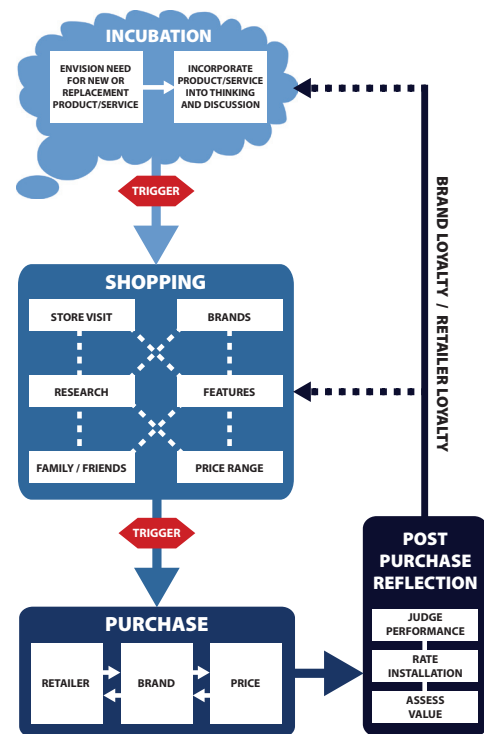 INCUBATION
ENVISION NEED
FOR NEW OR
REPLACEMENT
PRODUCT/SERVICE
INCORPORATE
PRODUCT/SERVICE
INTO THINKING
AND DISCUSSION
TRIGGER
SHOPPING
STORE VISIT
BRANDS
RESEARCH
FEATURES
FAMILY / FRIENDS
PRICE RANGE
TRIGGER
PURCHASE
RETAILER
BRAND
PRICE
BRAND LOYALTY / RETAILER LOYALTY
POST
PURCHASE
REFLECTION
JUDGE
PERFORMANCE
RATE
INSTALLATION
ASSESS
VALUE